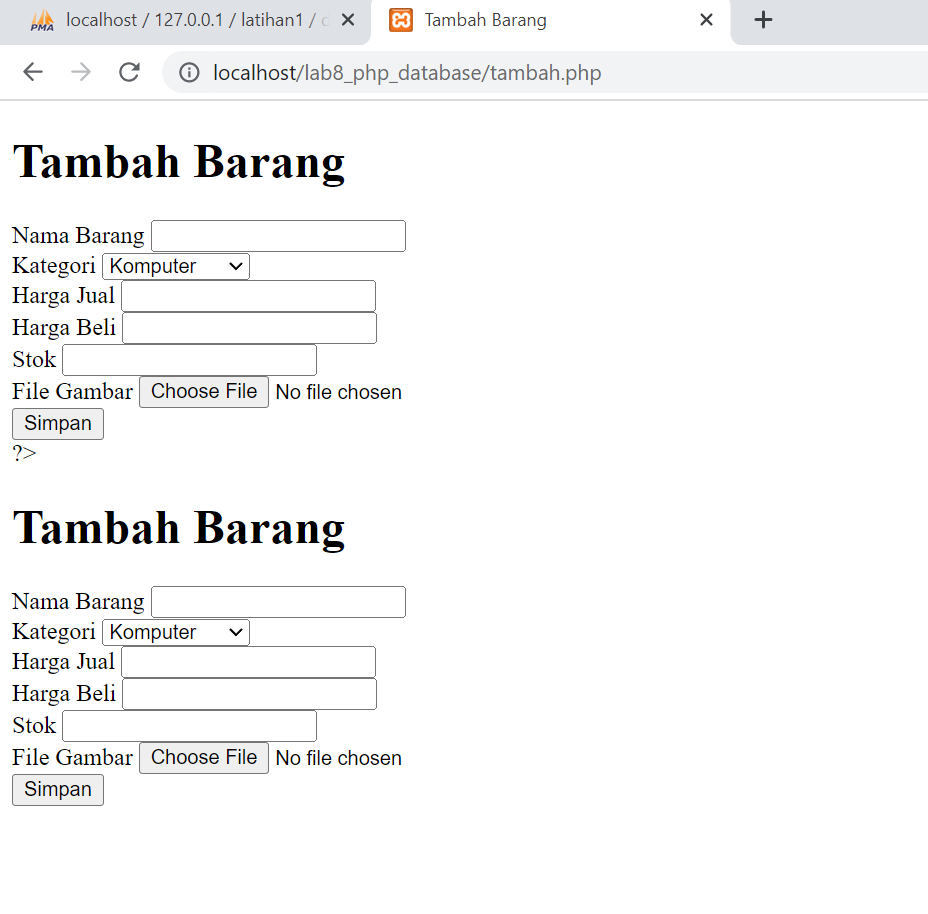 PMA localhost / 127.0.0.1 / latihan1 /
Tambah Barang
localhost/lab8_php_database/tambah.php
Tambah Barang
Nama Barang
Kategori Komputer
Harga Jual
Harga Beli
Stok
File Gambar Choose File No file chosen
Simpan
?>
Tambah Barang
Nama Barang
Kategori Komputer
Harga Jual
Harga Beli
Stok
File Gambar Choose File No file chosen
Simpan